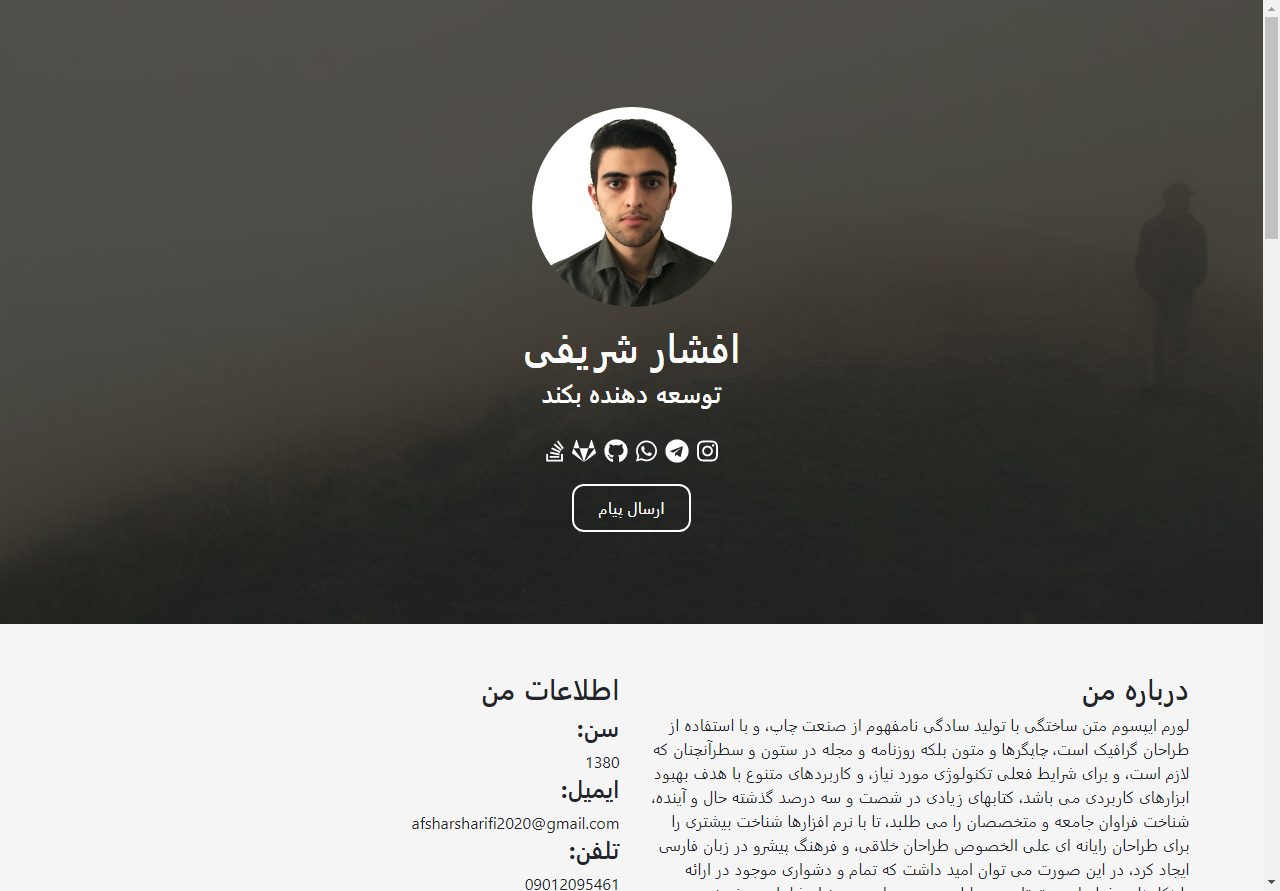 افشار شریفی
توسعه دهنده بکند
ارسال پیام
درباره من
لورم ایپسوم متن ساختگی با تولید سادگی نامفهوم از صنعت چاپ، و با استفاده از
طراحان گرافیک است، چاپگرها و متون بلکه روزنامه و مجله در ستون و سطرآنچنان که
لازم است، و برای شرایط فعلی تکنولوژی مورد نیاز، و کاربردهای متنوع با هدف بهبود
ابزارهای کاربردی می باشد، کتابهای زیادی در شصت و سه درصد گذشته حال و آینده،
شناخت فراوان جامعه و متخصصان را می طلبد، تا با نرم افزارها شناخت بیشتری را
برای طراحان رایانه ای علی الخصوص طراحان خلاقی، و فرهنگ پیشرو در زبان فارسی
ایجاد کرد، در این صورت می توان امید داشت که تمام و دشواری موجود در ارائه
اطلاعات من
سن:
1380
ایمیل:
afsharsharifi2020@gmail.com
تلفن:
09012095461